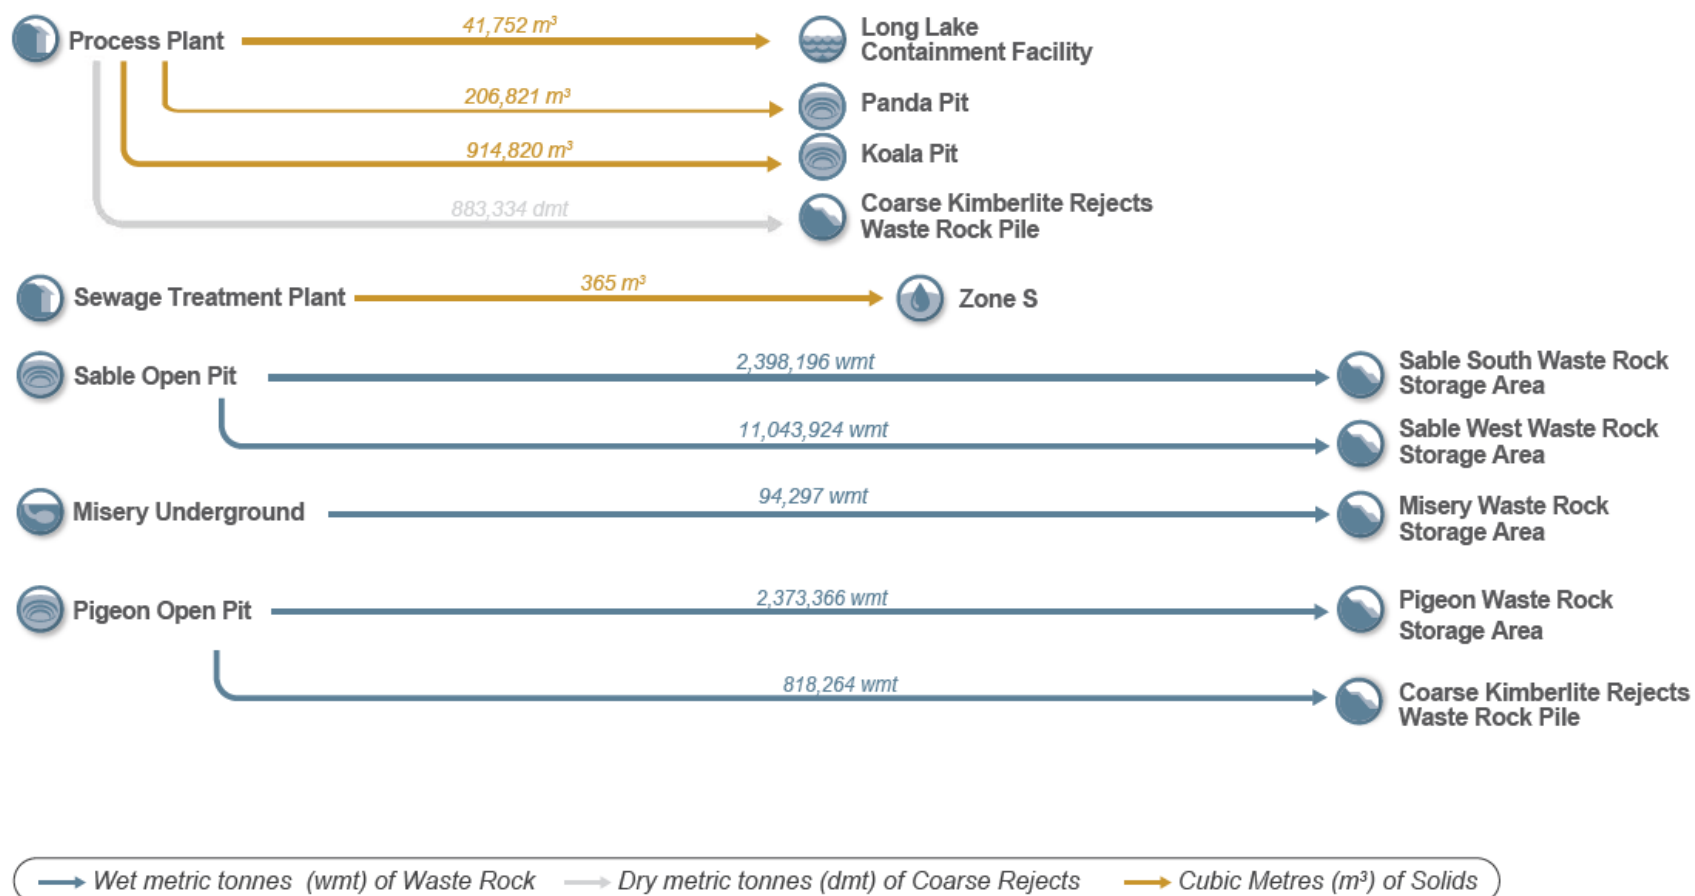 Process Plant
41,752 m³
Long Lake
Containment Facility
206,821 m³
Panda Pit
914,820 m³
Koala Pit
883,334 dmt
Coarse Kimberlite Rejects
Waste Rock Pile
Sewage Treatment Plant
365 m³
Zone S
Sable Open Pit
2,398,196 wmt
Sable South Waste Rock
Storage Area
11,043,924 wmt
Sable West Waste Rock
Storage Area
Misery Underground
94,297 wmt
Misery Waste Rock
Storage Area
Pigeon Open Pit
2,373,366 wmt
Pigeon Waste Rock
Storage Area
818,264 wmt
Coarse Kimberlite Rejects
Waste Rock Pile
Wet metric tonnes (wmt) of Waste Rock
Dry metric tonnes (dmt) of Coarse Rejects
Cubic Metres (m³) of Solids